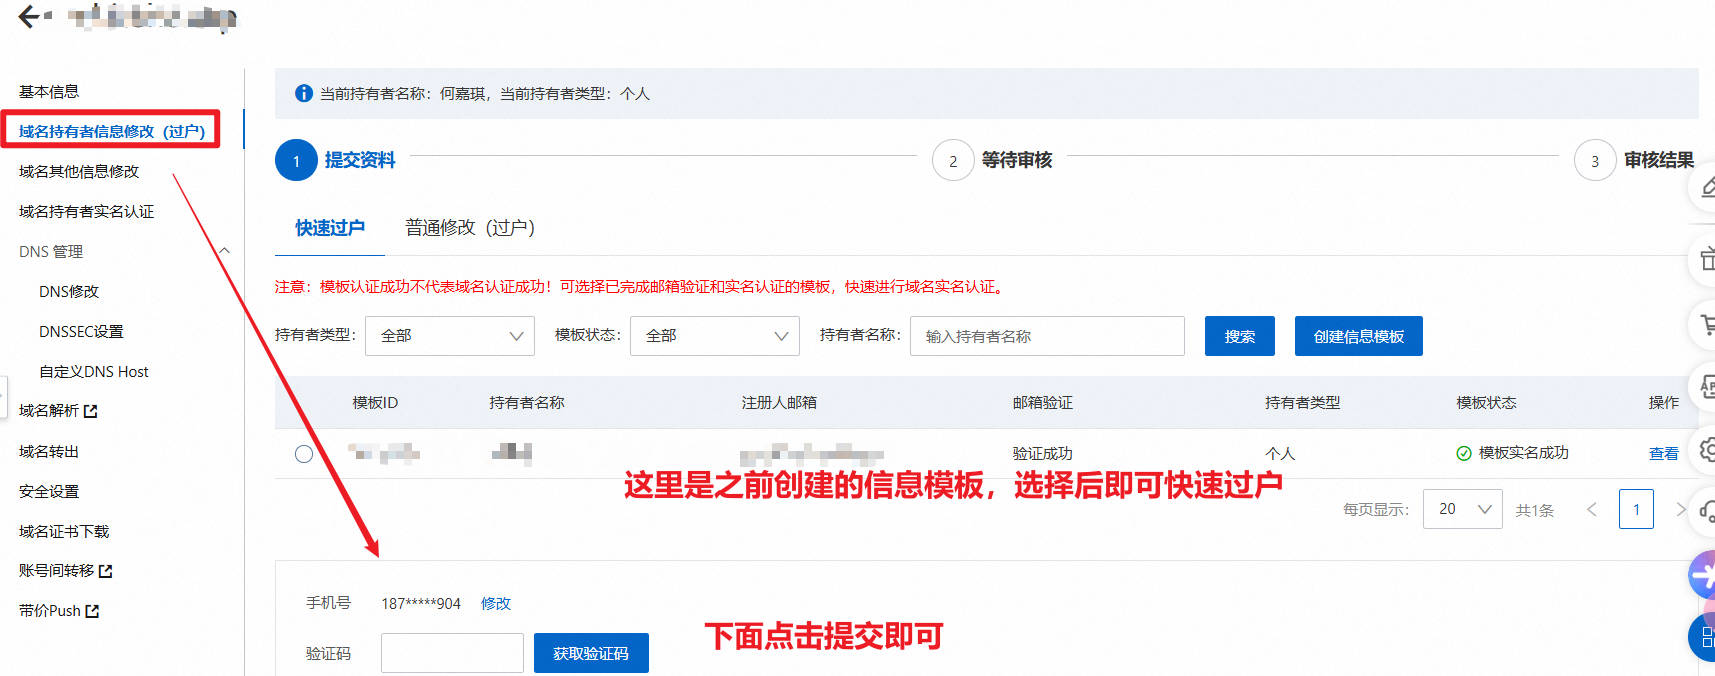 基本信息
域名持有者信息修改（过户）
域名其他信息修改
域名持有者实名认证
DNS 管理
DNS修改
DNSSEC设置
自定义DNS Host
域名解析
域名转出
安全设置
域名证书下载
账号间转移
带价Push
当前持有者名称：何嘉琪，当前持有者类型：个人
1 提交资料
2 等待审核
3 审核结果
快速过户 普通修改（过户）
注意：模板认证成功不代表域名认证成功！可选择已完成邮箱验证和实名认证的模板，快速进行域名实名认证。
持有者类型： 全部 模板状态： 全部 持有者名称： 输入持有者名称 搜索 创建信息模板
模板ID 持有者名称 注册人邮箱 邮箱验证 持有者类型 模板状态 操作
验证成功 个人 模板实名成功 查看
这里是之前创建的信息模板，选择后即可快速过户
每页显示： 20 共1条 1
手机号 187*****904 修改
下面点击提交即可
验证码 获取验证码